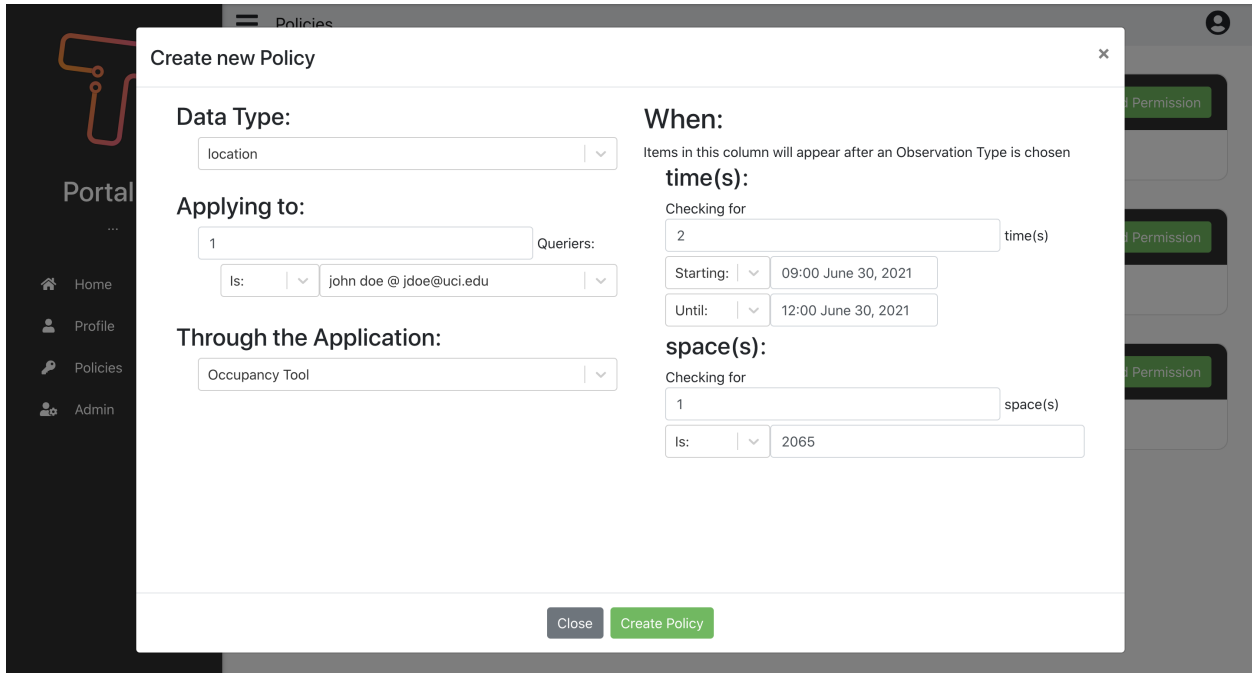 Policies
Create new Policy
×
Data Type:
location
Applying to:
1
Queriers:
Is:
john doe @ jdoe@uci.edu
Through the Application:
Occupancy Tool
When:
Items in this column will appear after an Observation Type is chosen
time(s):
Checking for
2
time(s)
Starting:
09:00 June 30, 2021
Until:
12:00 June 30, 2021
space(s):
Checking for
1
space(s)
Is:
2065
Close
Create Policy
Portal
...
Home
Profile
Policies
Admin
Permission
Permission
Permission